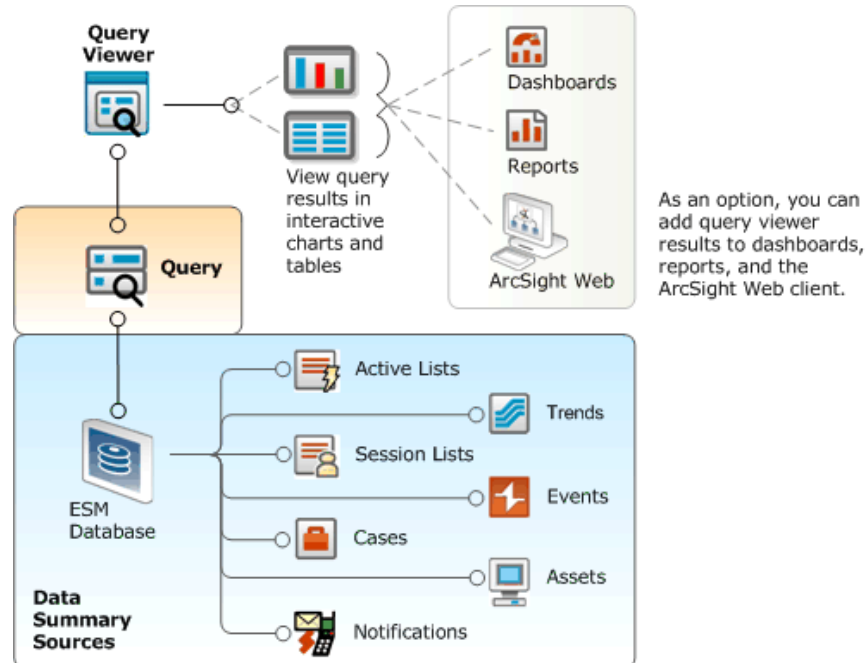 Query
Viewer
View query
results in
interactive
charts and
tables
Dashboards
Reports
ArcSight Web
As an option, you can
add query viewer
results to dashboards,
reports, and the
ArcSight Web client.
Query
ESM
Database
Active Lists
Trends
Session Lists
Events
Cases
Assets
Notifications
Data
Summary
Sources